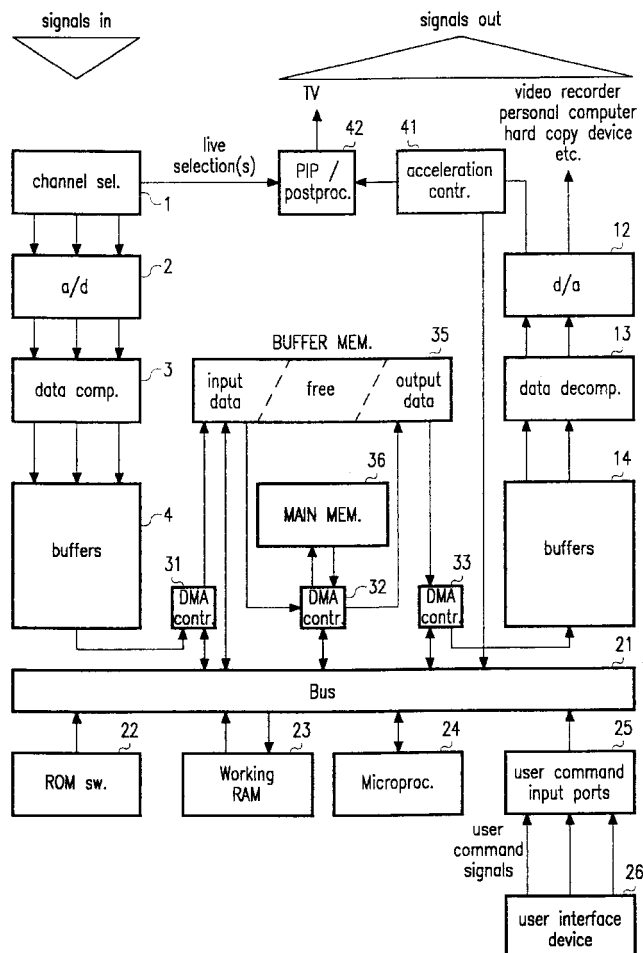 signals in
signals out
TV
video recorder
personal computer
hard copy device
etc.
42
41
live
selection(s)
channel sel.
1
PIP /
postproc.
acceleration
contr.
12
a/d
2
d/a
BUFFER MEM.
35
13
data comp.
3
input
data
free
output
data
data decomp.
36
14
MAIN MEM.
buffers
4
buffers
31
DMA
contr.
32
DMA
contr.
33
DMA
contr.
21
Bus
22
23
24
25
ROM sw.
Working
RAM
Microproc.
user command
input ports
user
command
signals
26
user interface
device